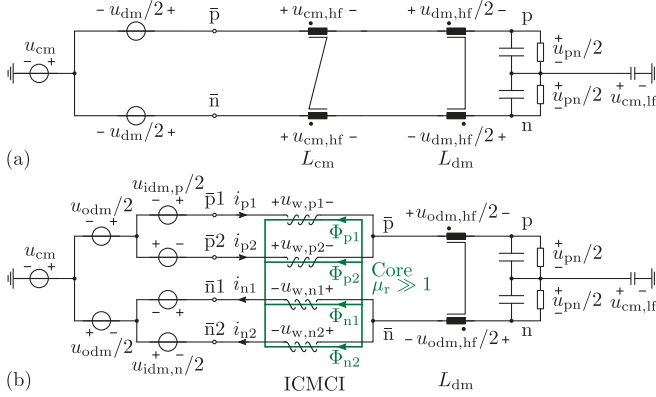 − u_dm/2 + p̄ + u_cm,hf − + u_dm,hf/2 − p
u_cm − + + − u_pn/2
+ − u_pn/2 + − u_cm,lf
− u_dm/2 + n̄ + u_cm,hf − − u_dm,hf/2 + n
(a) L_cm L_dm
u_idm,p/2
u_odm/2 − + p̄1 i_p1 + u_w,p1 − p̄ + u_odm,hf/2 − p
− + Φ_p1
+ − p̄2 i_p2 + u_w,p2 − + − u_pn/2
u_cm Φ_p2 Core
− + n̄1 i_n1 − u_w,n1 + μ_r ≫ 1 + − u_pn/2 + − u_cm,lf
− + Φ_n1
− + n̄2 i_n2 − u_w,n2 + n̄ − u_odm,hf/2 + n
u_odm/2 + − Φ_n2
u_idm,n/2
(b) ICMCI L_dm